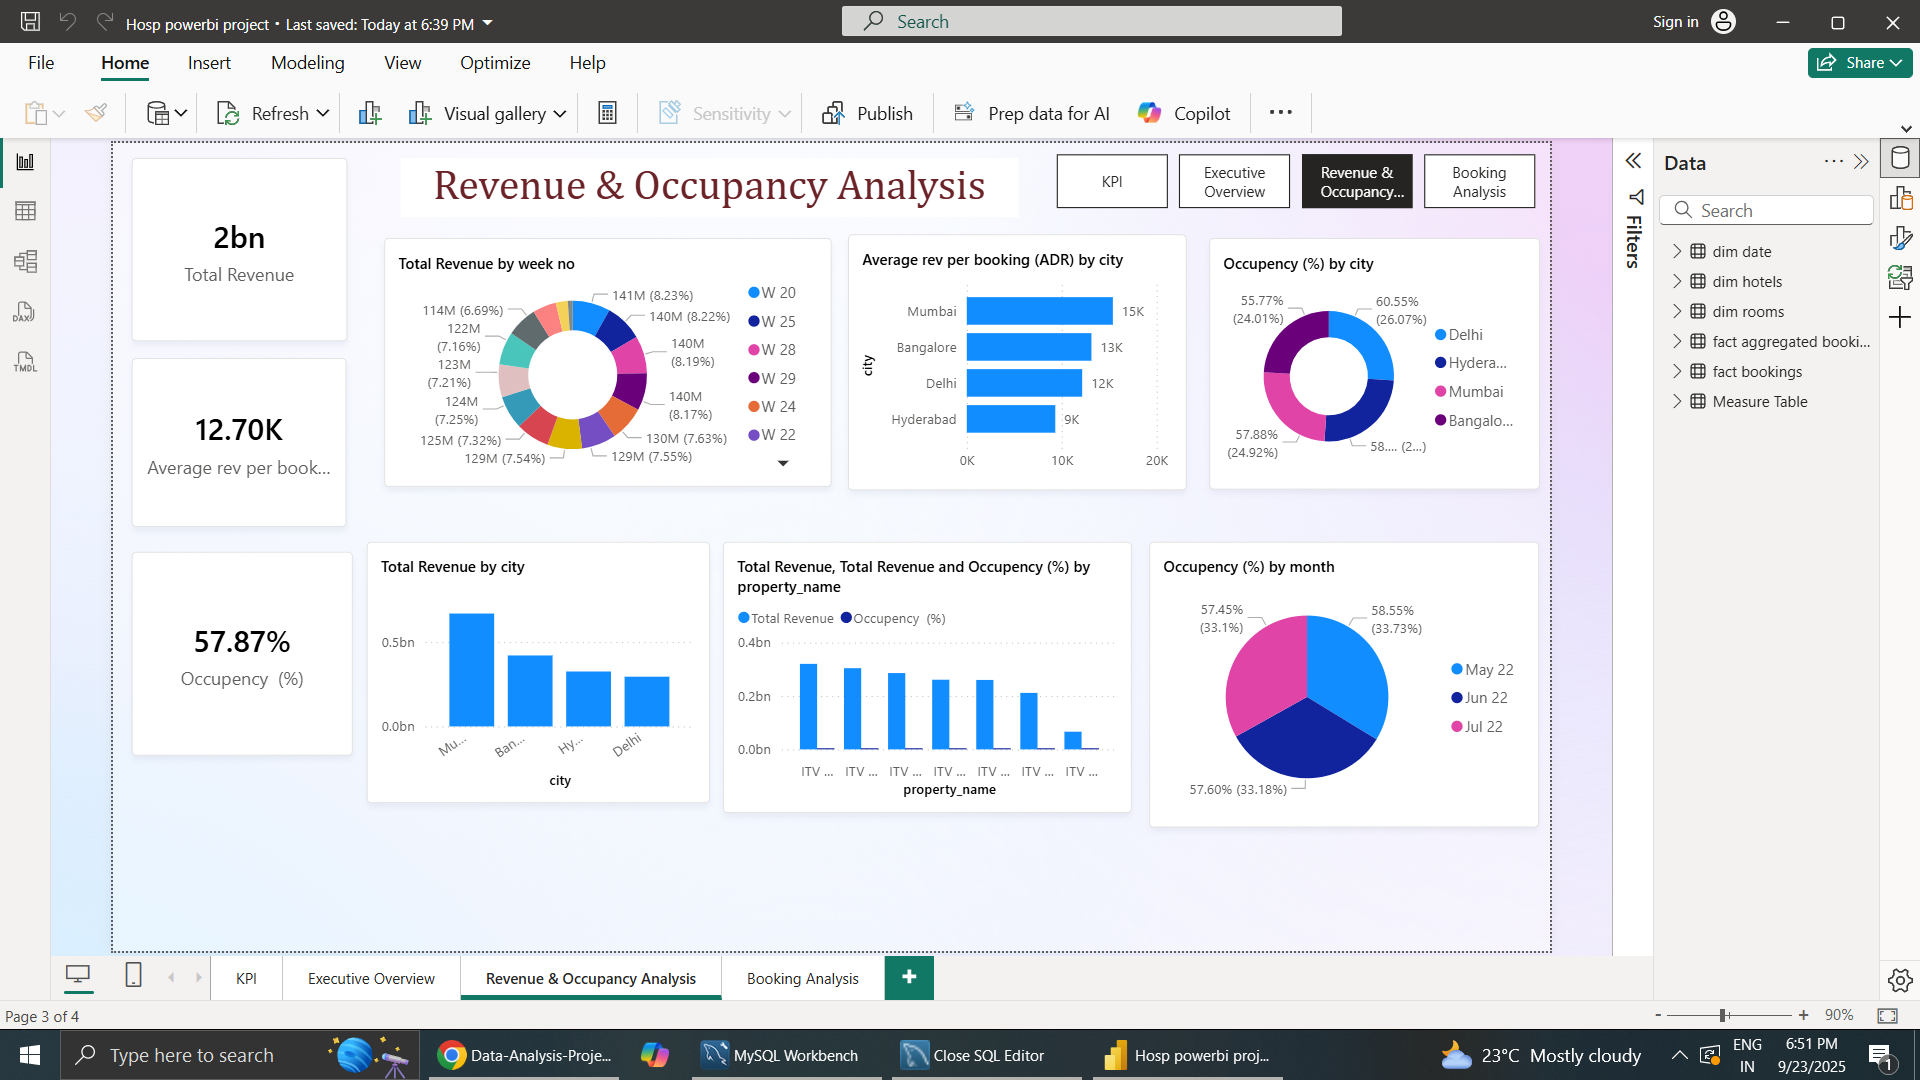 Hosp powerbi project • Last saved: Today at 6:39 PM
Search
Sign in
File
Home
Insert
Modeling
View
Optimize
Help
Share
Refresh
Visual gallery
Sensitivity
Publish
Prep data for AI
Copilot
...
DAX
TMDL
2bn
Total Revenue
12.70K
Average rev per book...
57.87%
Occupency (%)
Revenue & Occupancy Analysis
KPI
Executive
Overview
Revenue &
Occupancy...
Booking
Analysis
Total Revenue by week no
141M (8.23%)
140M (8.22%)
140M
(8.19%)
140M
(8.17%)
130M (7.63%)
129M (7.55%)
129M (7.54%)
125M (7.32%)
124M
(7.25%)
123M
(7.21%)
122M
(7.16%)
114M (6.69%)
W 20
W 25
W 28
W 29
W 24
W 22
Average rev per booking (ADR) by city
city
Mumbai
15K
Bangalore
13K
Delhi
12K
Hyderabad
9K
0K
10K
20K
Occupency (%) by city
55.77%
(24.01%)
60.55%
(26.07%)
57.88%
(24.92%)
58.... (2...)
Delhi
Hydera...
Mumbai
Bangalo...
Total Revenue by city
0.5bn
0.0bn
Mu...
Ban...
Hy...
Delhi
city
Total Revenue, Total Revenue and Occupency (%) by
property_name
Total Revenue
Occupency (%)
0.4bn
0.2bn
0.0bn
ITV ...
ITV ...
ITV ...
ITV ...
ITV ...
ITV ...
ITV ...
property_name
Occupency (%) by month
57.45%
(33.1%)
58.55%
(33.73%)
57.60% (33.18%)
May 22
Jun 22
Jul 22
Filters
Data
...
Search
dim date
dim hotels
dim rooms
fact aggregated booki...
fact bookings
Measure Table
KPI
Executive Overview
Revenue & Occupancy Analysis
Booking Analysis
+
Page 3 of 4
- + 90%
Type here to search
Data-Analysis-Proje...
MySQL Workbench
Close SQL Editor
Hosp powerbi proj...
23°C Mostly cloudy
ENG
IN
6:51 PM
9/23/2025
1